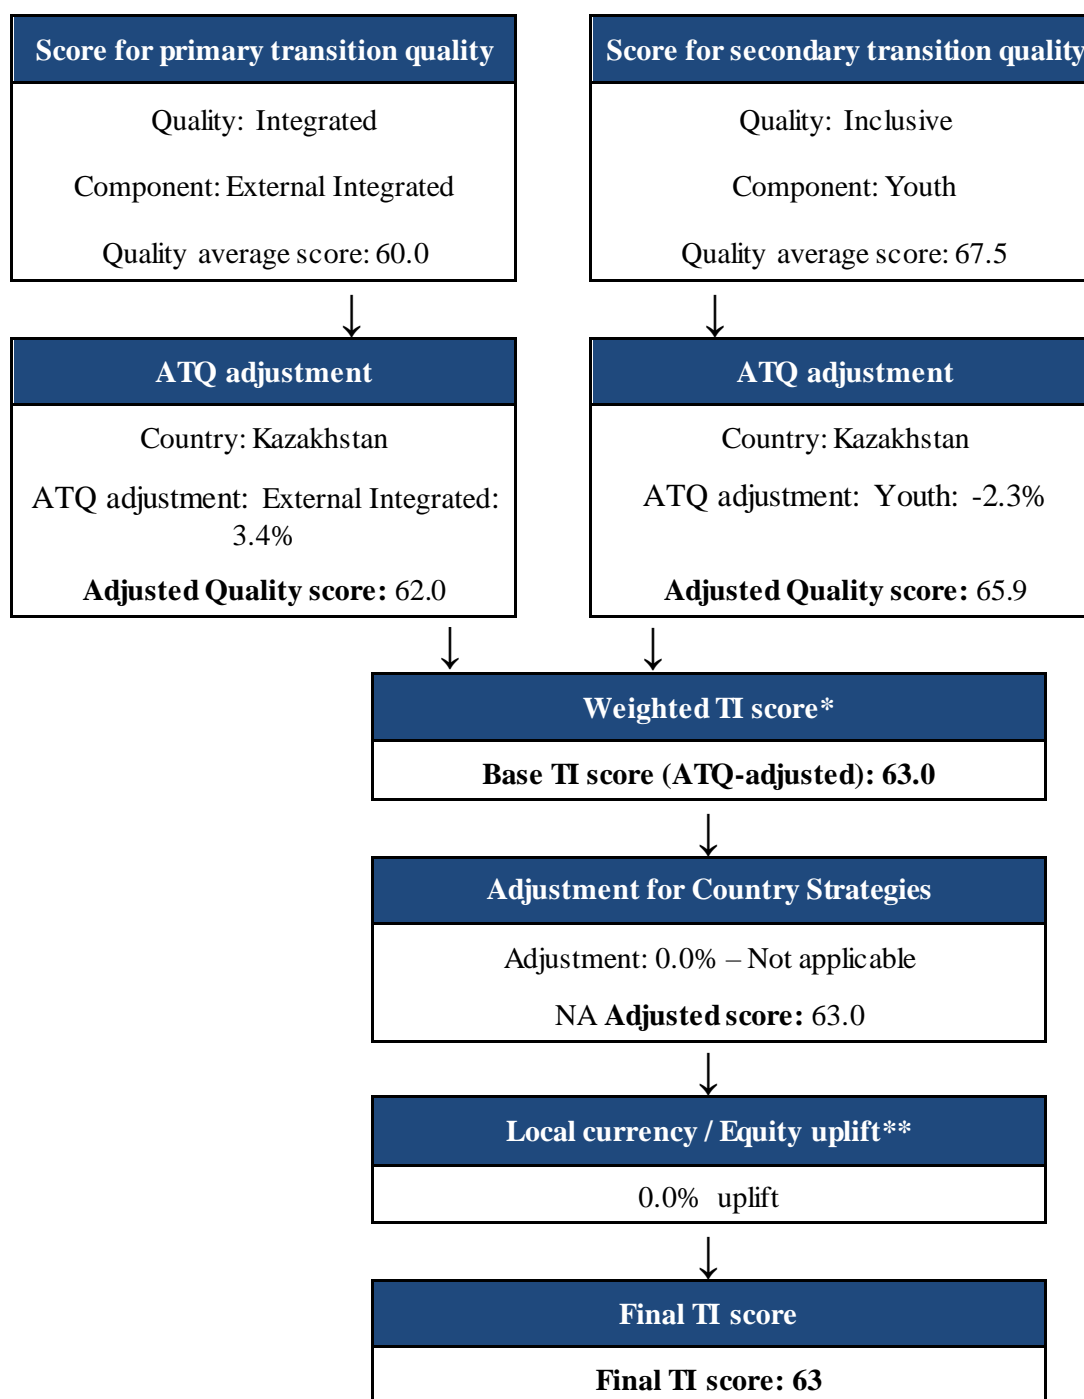 Score for primary transition quality
Quality: Integrated
Component: External Integrated
Quality average score: 60.0
Score for secondary transition quality
Quality: Inclusive
Component: Youth
Quality average score: 67.5
↓
↓
ATQ adjustment
Country: Kazakhstan
ATQ adjustment: External Integrated:
3.4%
Adjusted Quality score: 62.0
ATQ adjustment
Country: Kazakhstan
ATQ adjustment: Youth: -2.3%
Adjusted Quality score: 65.9
↓
↓
Weighted TI score*
Base TI score (ATQ-adjusted): 63.0
↓
Adjustment for Country Strategies
Adjustment: 0.0% – Not applicable
NA Adjusted score: 63.0
↓
Local currency / Equity uplift**
0.0% uplift
↓
Final TI score
Final TI score: 63